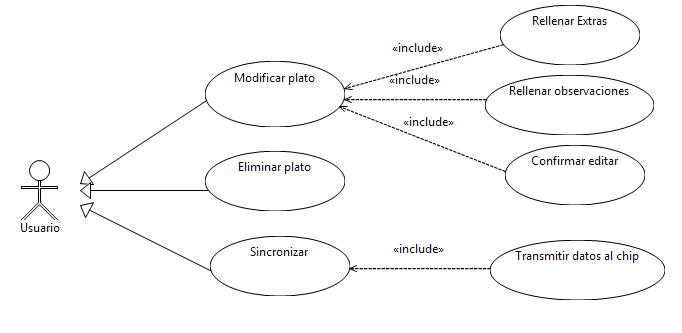 Rellenar Extras
«include»
Modificar plato
«include»
Rellenar observaciones
«include»
Confirmar editar
Eliminar plato
Usuario
Sincronizar
«include»
Transmitir datos al chip